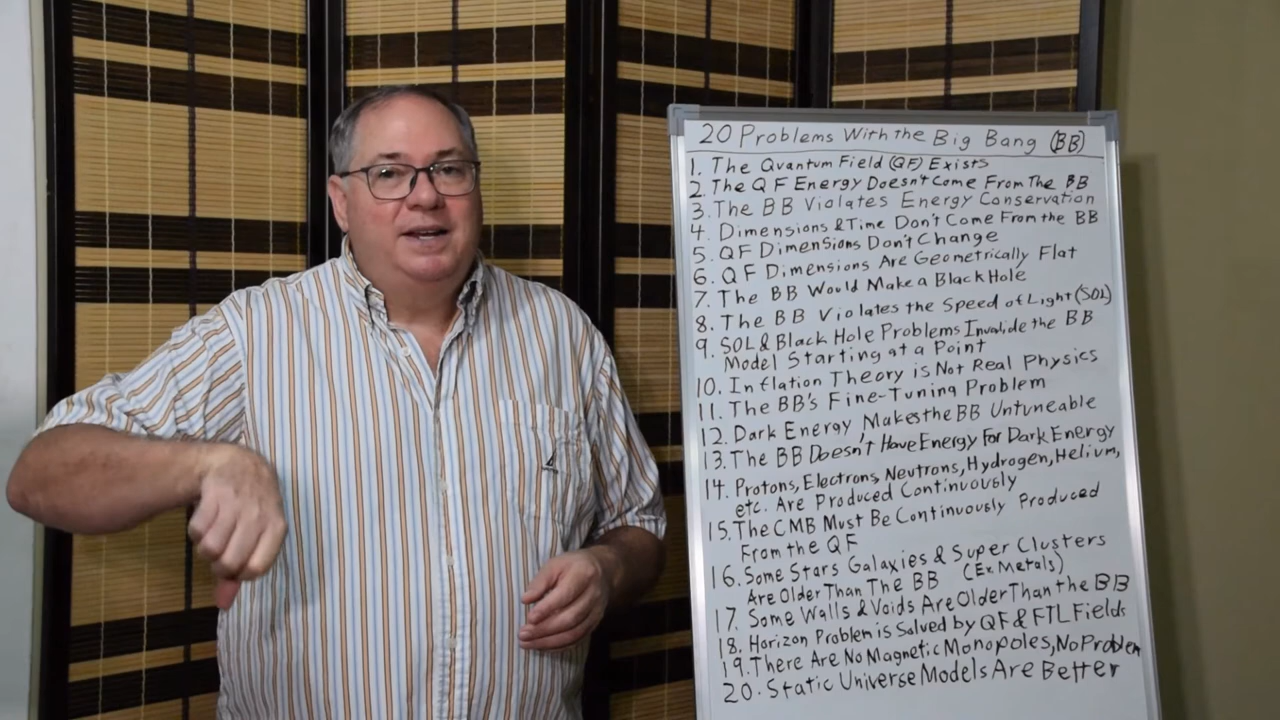 20 Problems With the Big Bang (BB)
1. The Quantum Field (QF) Exists
2. The QF Energy Doesn't Come From The BB
3. The BB Violates Energy Conservation
4. Dimensions & Time Don't Come From the BB
5. QF Dimensions Don't Change
6. QF Dimensions Are Geometrically Flat
7. The BB Would Make a Black Hole
8. The BB Violates the Speed of Light (SOL)
9. SOL & Black Hole Problems Invalide the BB
Model Starting at a Point
10. Inflation Theory is Not Real Physics
11. The BB's Fine-Tuning Problem
12. Dark Energy Makes the BB Untuneable
13. The BB Doesn't Have Energy For Dark Energy
14. Protons, Electrons, Neutrons, Hydrogen, Helium,
etc. Are Produced Continuously
15. The CMB Must Be Continuously Produced
From the QF
16. Some Stars Galaxies & Super Clusters
Are Older Than The BB (Ex. Metals)
17. Some Walls & Voids Are Older Than the BB
18. Horizon Problem is Solved by QF & FTL Fields
19. There Are No Magnetic Monopoles, No Problem
20. Static Universe Models Are Better